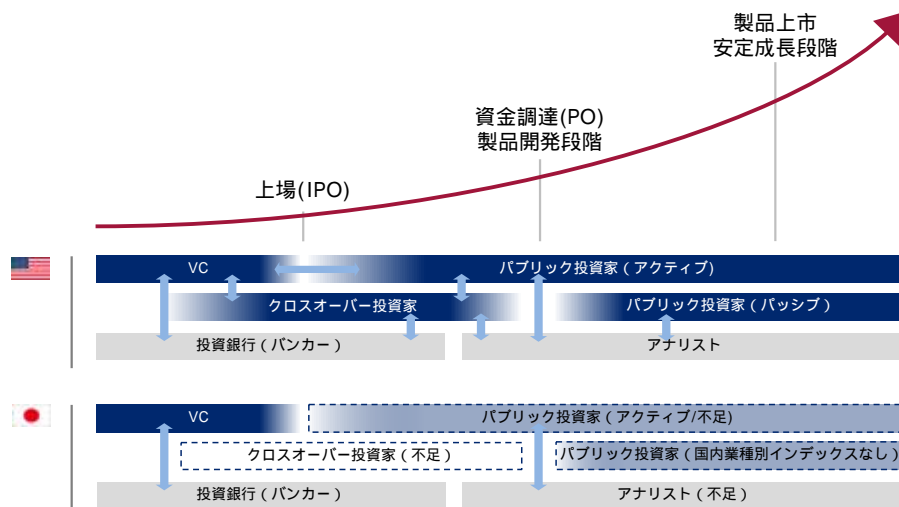 製品上市
安定成長段階
資金調達(PO)
製品開発段階
上場(IPO)
VC
パブリック投資家（アクティブ)
クロスオーバー投資家
パブリック投資家（パッシブ）
投資銀行（バンカー）
アナリスト
VC
パブリック投資家（アクティブ/不足)
クロスオーバー投資家（不足）
パブリック投資家（国内業種別インデックスなし）
投資銀行（バンカー）
アナリスト（不足）